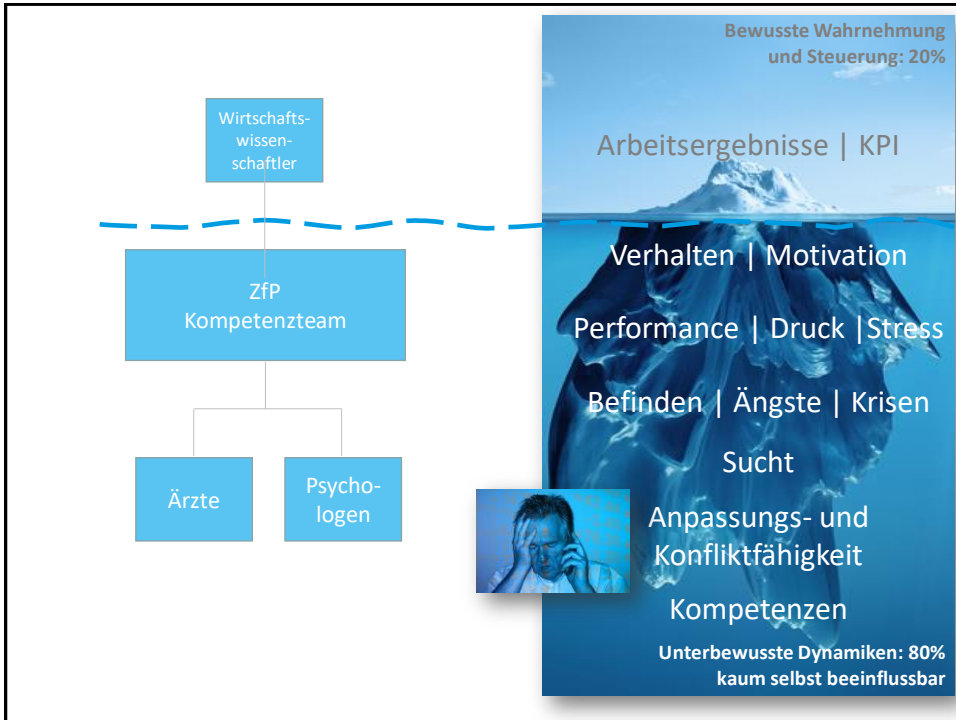 Wirtschafts-
wissen-
schaftler
ZfP
Kompetenzteam
Ärzte
Psycho-
logen
Bewusste Wahrnehmung
und Steuerung: 20%
Arbeitsergebnisse | KPI
Verhalten | Motivation
Performance | Druck |Stress
Befinden | Ängste | Krisen
Sucht
Anpassungs- und
Konfliktfähigkeit
Kompetenzen
Unterbewusste Dynamiken: 80%
kaum selbst beeinflussbar